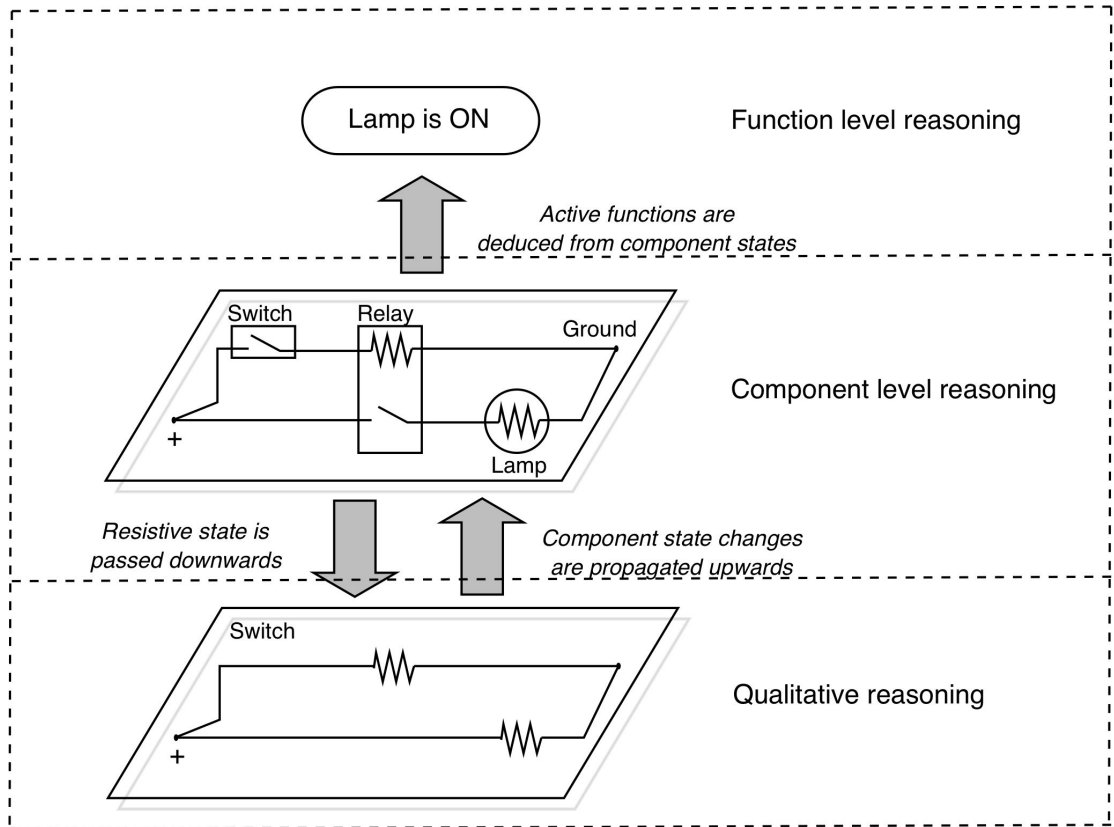 Lamp is ON
Function level reasoning
Active functions are
deduced from component states
Switch
Relay
Ground
Component level reasoning
+
Lamp
Resistive state is
passed downwards
Component state changes
are propagated upwards
Switch
Qualitative reasoning
+